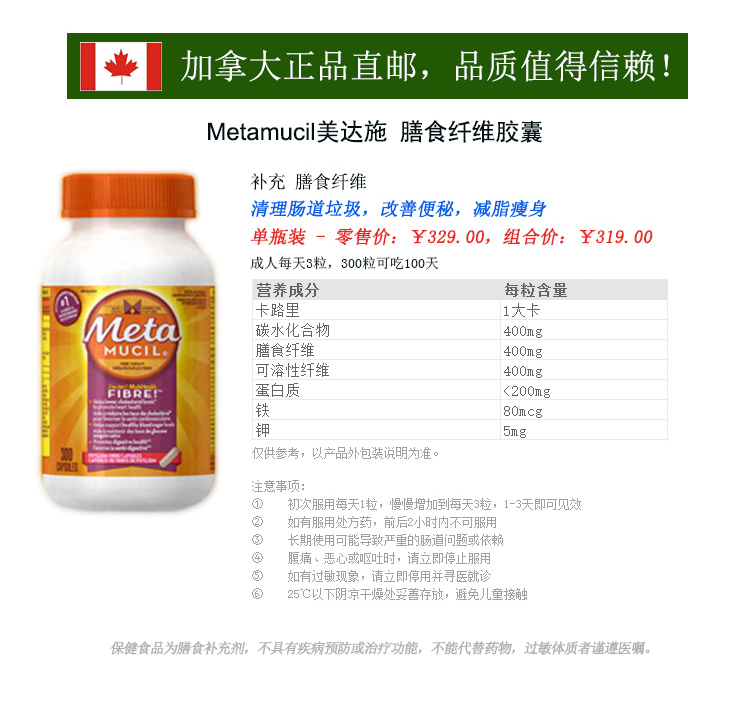 加拿大正品直邮，品质值得信赖！
Metamucil美达施 膳食纤维胶囊
补充 膳食纤维
清理肠道垃圾，改善便秘，减脂瘦身
单瓶装 - 零售价：￥329.00，组合价：￥319.00
成人每天3粒，300粒可吃100天
营养成分 每粒含量
卡路里 1大卡
碳水化合物 400mg
膳食纤维 400mg
可溶性纤维 400mg
蛋白质 <200mg
铁 80mcg
钾 5mg
仅供参考，以产品外包装说明为准。
注意事项：
① 初次服用每天1粒，慢慢增加到每天3粒，1-3天即可见效
② 如有服用处方药，前后2小时内不可服用
③ 长期使用可能导致严重的肠道问题或依赖
④ 腹痛、恶心或呕吐时，请立即停止服用
⑤ 如有过敏现象，请立即停用并寻医就诊
⑥ 25℃以下阴凉干燥处妥善存放，避免儿童接触
#1
Meta
MUCIL®
FIBRE!
300
CAPSULES
保健食品为膳食补充剂，不具有疾病预防或治疗功能，不能代替药物，过敏体质者谨遵医嘱。